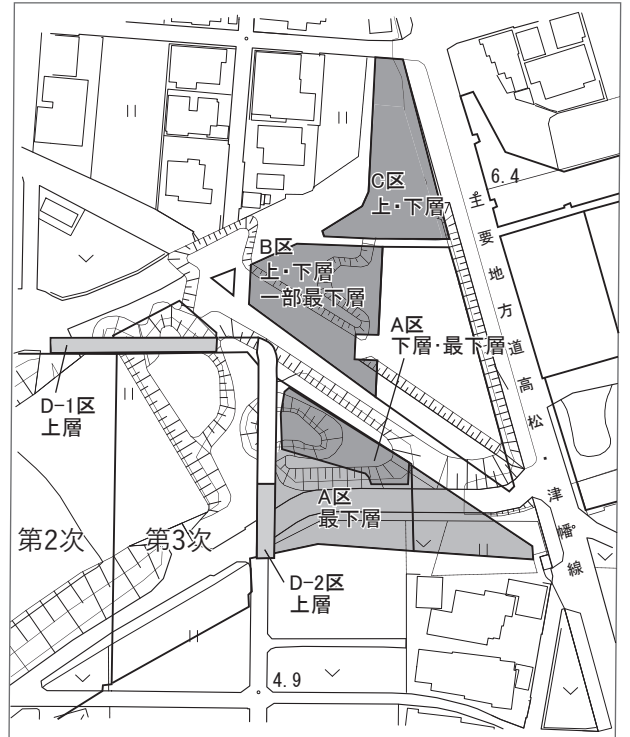 C区
上・下層
6.4
主要地方道高松・津幡線
B区
上・下層
一部最下層
A区
下層・最下層
D-1区
上層
A区
最下層
第2次
第3次
D-2区
上層
4.9